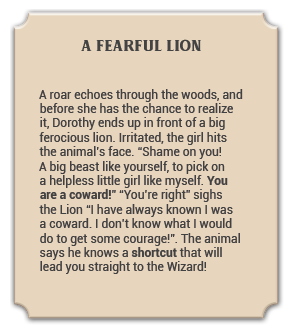 A FEARFUL LION
A roar echoes through the woods, and
before she has the chance to realize
it, Dorothy ends up in front of a big
ferocious lion. Irritated, the girl hits
the animal's face. “Shame on you!
A big beast like yourself, to pick on
a helpless little girl like myself. You
are a coward!” “You're right” sighs
the Lion “I have always known I was
a coward. I don't know what I would
do to get some courage!”. The animal
says he knows a shortcut that will
lead you straight to the Wizard!